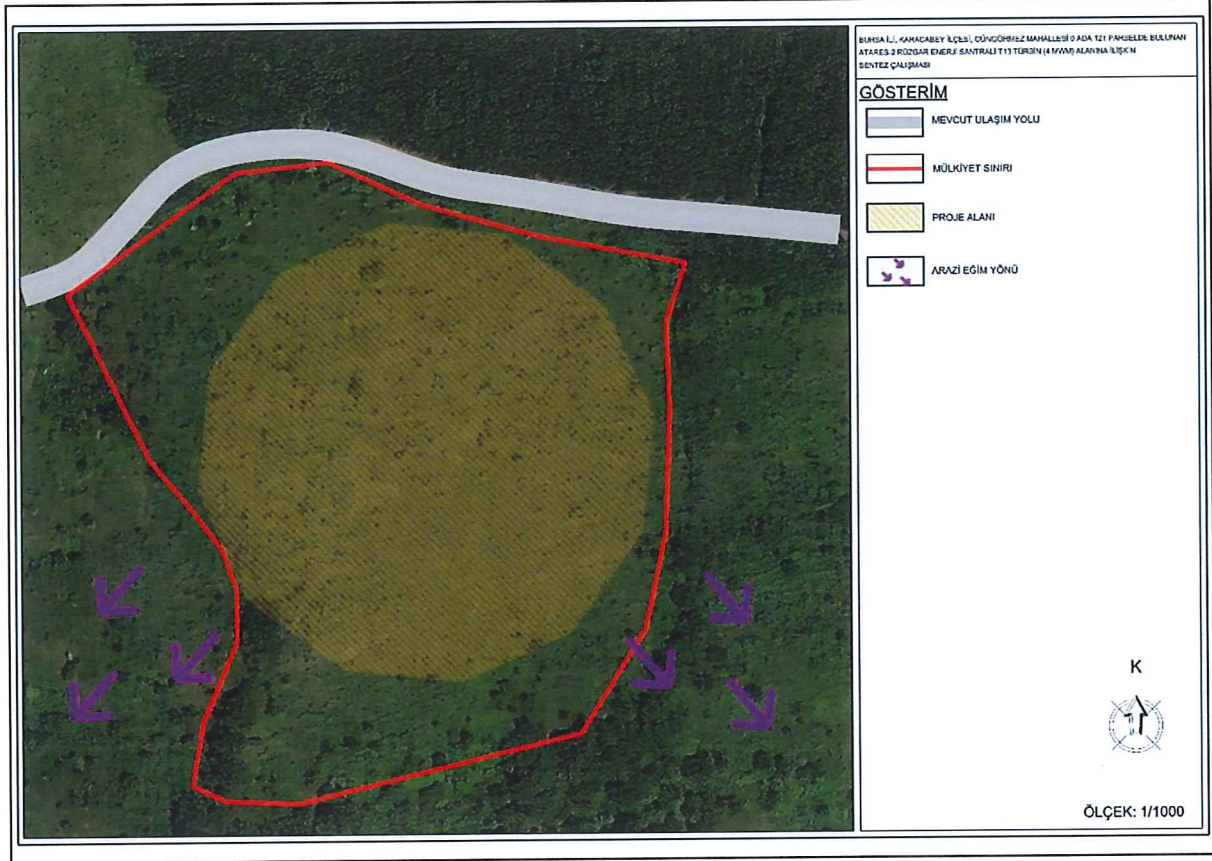 BURSA İLİ, KARACABEY İLÇESİ, GÜNGÖRMEZ MAHALLESİ 0 ADA 121 PARSELDE BULUNAN
ATARES-2 RÜZGAR ENERJİ SANTRALİ T13 TÜRBİN (4 MWM) ALANINA İLİŞKİN
SENTEZ ÇALIŞMASI
GÖSTERİM
MEVCUT ULAŞIM YOLU
MÜLKİYET SINIRI
PROJE ALANI
ARAZİ EĞİM YÖNÜ
K
ÖLÇEK: 1/1000